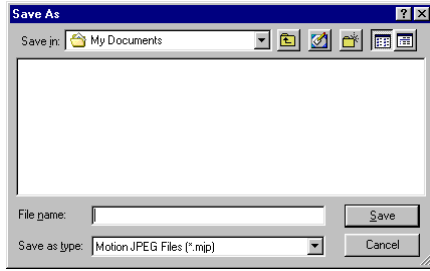 Save As
Save in: My Documents
File name:
Save
Save as type: Motion JPEG Files (*.mjp)
Cancel